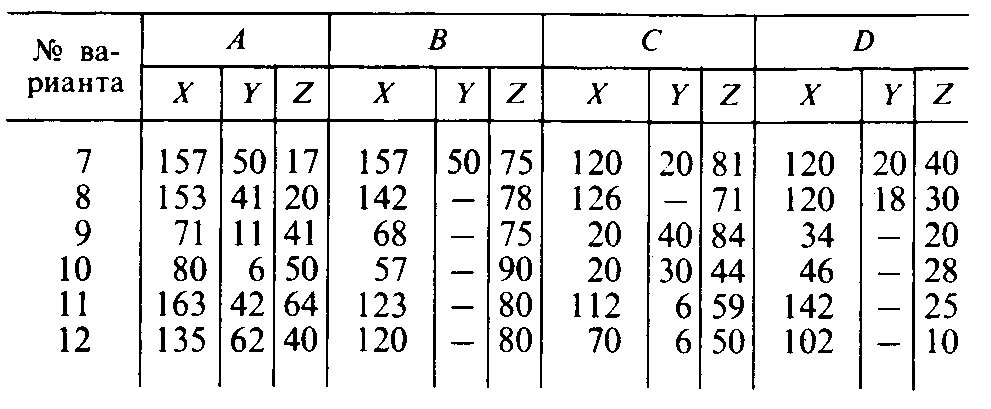 № ва-
рианта A B C D
X Y Z X Y Z X Y Z X Y Z
7 157 50 17 157 50 75 120 20 81 120 20 40
8 153 41 20 142 — 78 126 — 71 120 18 30
9 71 11 41 68 — 75 20 40 84 34 — 20
10 80 6 50 57 — 90 20 30 44 46 — 28
11 163 42 64 123 — 80 112 6 59 142 — 25
12 135 62 40 120 — 80 70 6 50 102 — 10